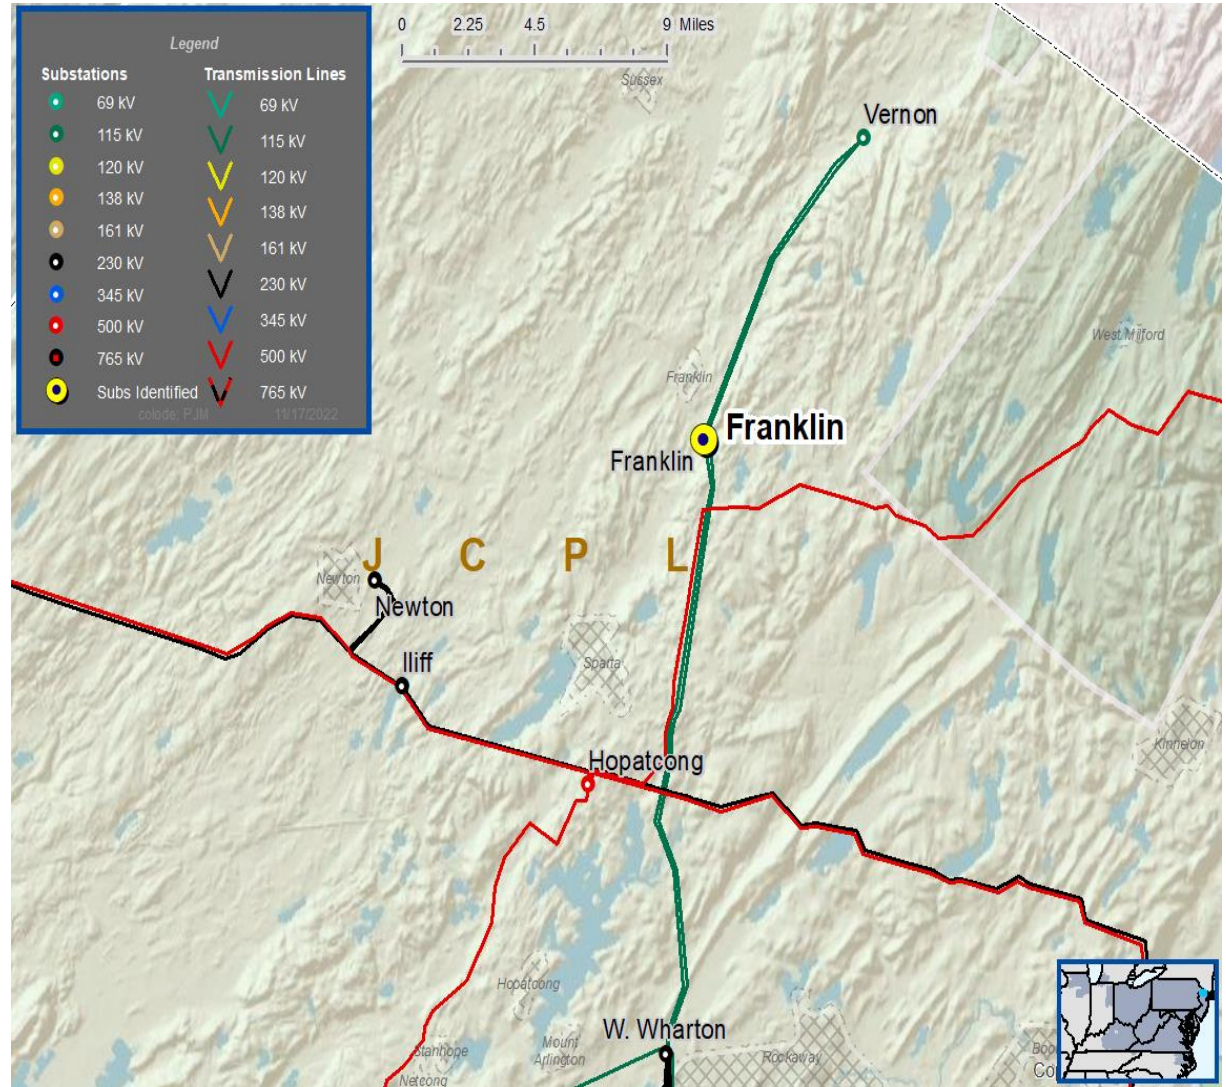 Legend
Substations
Transmission Lines
69 kV
69 kV
115 kV
115 kV
120 kV
120 kV
138 kV
138 kV
161 kV
161 kV
230 kV
230 kV
345 kV
345 kV
500 kV
500 kV
765 kV
765 kV
Subs Identified
colode; PJM
11/17/2022
0 2.25 4.5 9 Miles
Sussex
Vernon
West Milford
Franklin
Franklin
Franklin
J C P L
Newton
Newton
Iliff
Sparta
Hopatcong
Kinnelon
Hopatcong
W. Wharton
Stanhope
Mount
Arlington
Rockaway
Netcong